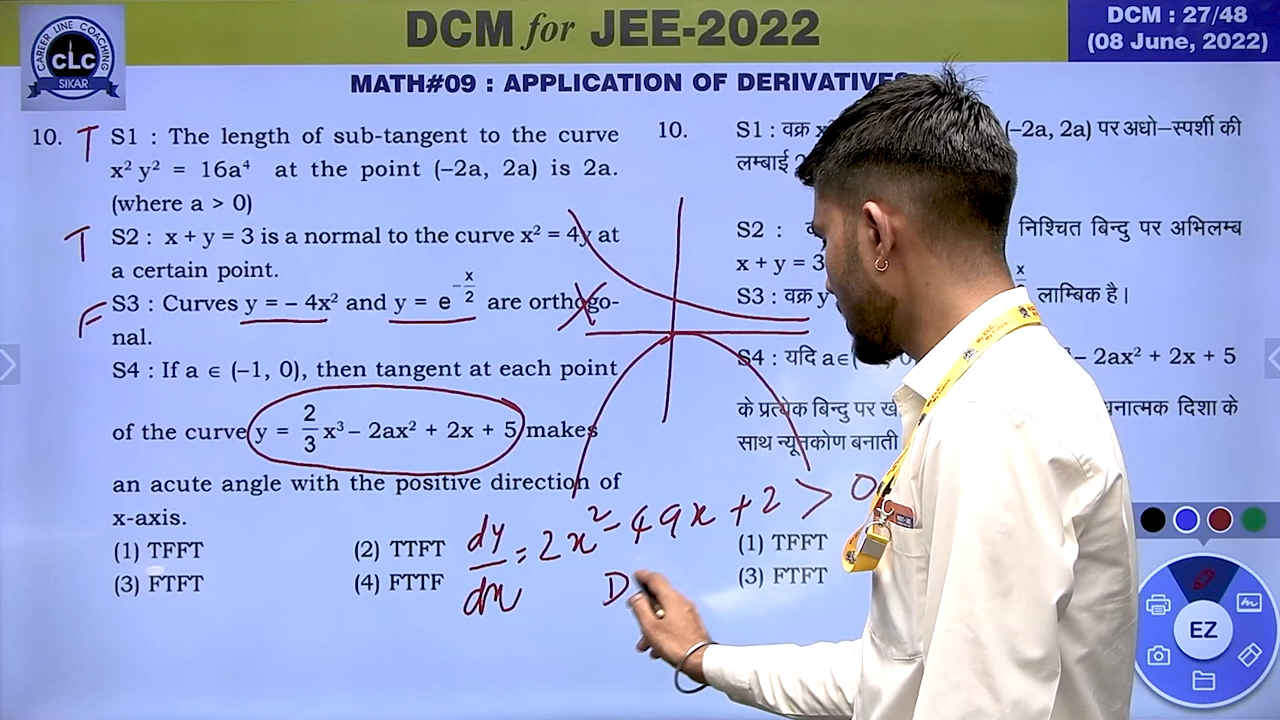 CAREER LINE COACHING
CLC
SIKAR
DCM for JEE-2022
DCM : 27/48
(08 June, 2022)
MATH#09 : APPLICATION OF DERIVATIVES
10. T S1 : The length of sub-tangent to the curve
x² y² = 16a⁴ at the point (–2a, 2a) is 2a.
(where a > 0)
T S2 : x + y = 3 is a normal to the curve x² = 4y at
a certain point.
F S3 : Curves y = – 4x² and y = e^(-x/2) are orthogo-
nal.
S4 : If a ∈ (–1, 0), then tangent at each point
of the curve y = 2/3 x³ – 2ax² + 2x + 5 makes
an acute angle with the positive direction of
x-axis.
(1) TFFT (2) TTFT
(3) FTFT (4) FTTF
dy/dx = 2x² - 4ax + 2 > 0
D
10. S1 : वक्र (–2a, 2a) पर अधो–स्पर्शी की
लम्बाई
S2 : निश्चित बिन्दु पर अभिलम्ब
x + y = 3
S3 : वक्र y x/2 लाम्बिक है।
S4 : यदि a∈( – 2ax² + 2x + 5
के प्रत्येक बिन्दु पर दिशा के
साथ न्यूनकोण बनाती
(1) TFFT
(3) FTFT
EZ